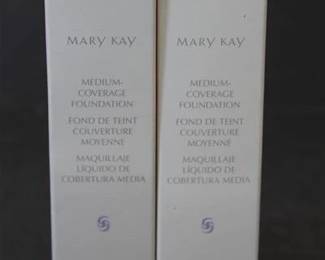 MARY KAY
MEDIUM-
COVERAGE
FOUNDATION
FOND DE TEINT
COUVERTURE
MOYENNE
MAQUILLAJE
LÍQUIDO DE
COBERTURA MEDIA
MARY KAY
MEDIUM-
COVERAGE
FOUNDATION
FOND DE TEINT
COUVERTURE
MOYENNE
MAQUILLAJE
LÍQUIDO DE
COBERTURA MEDIA